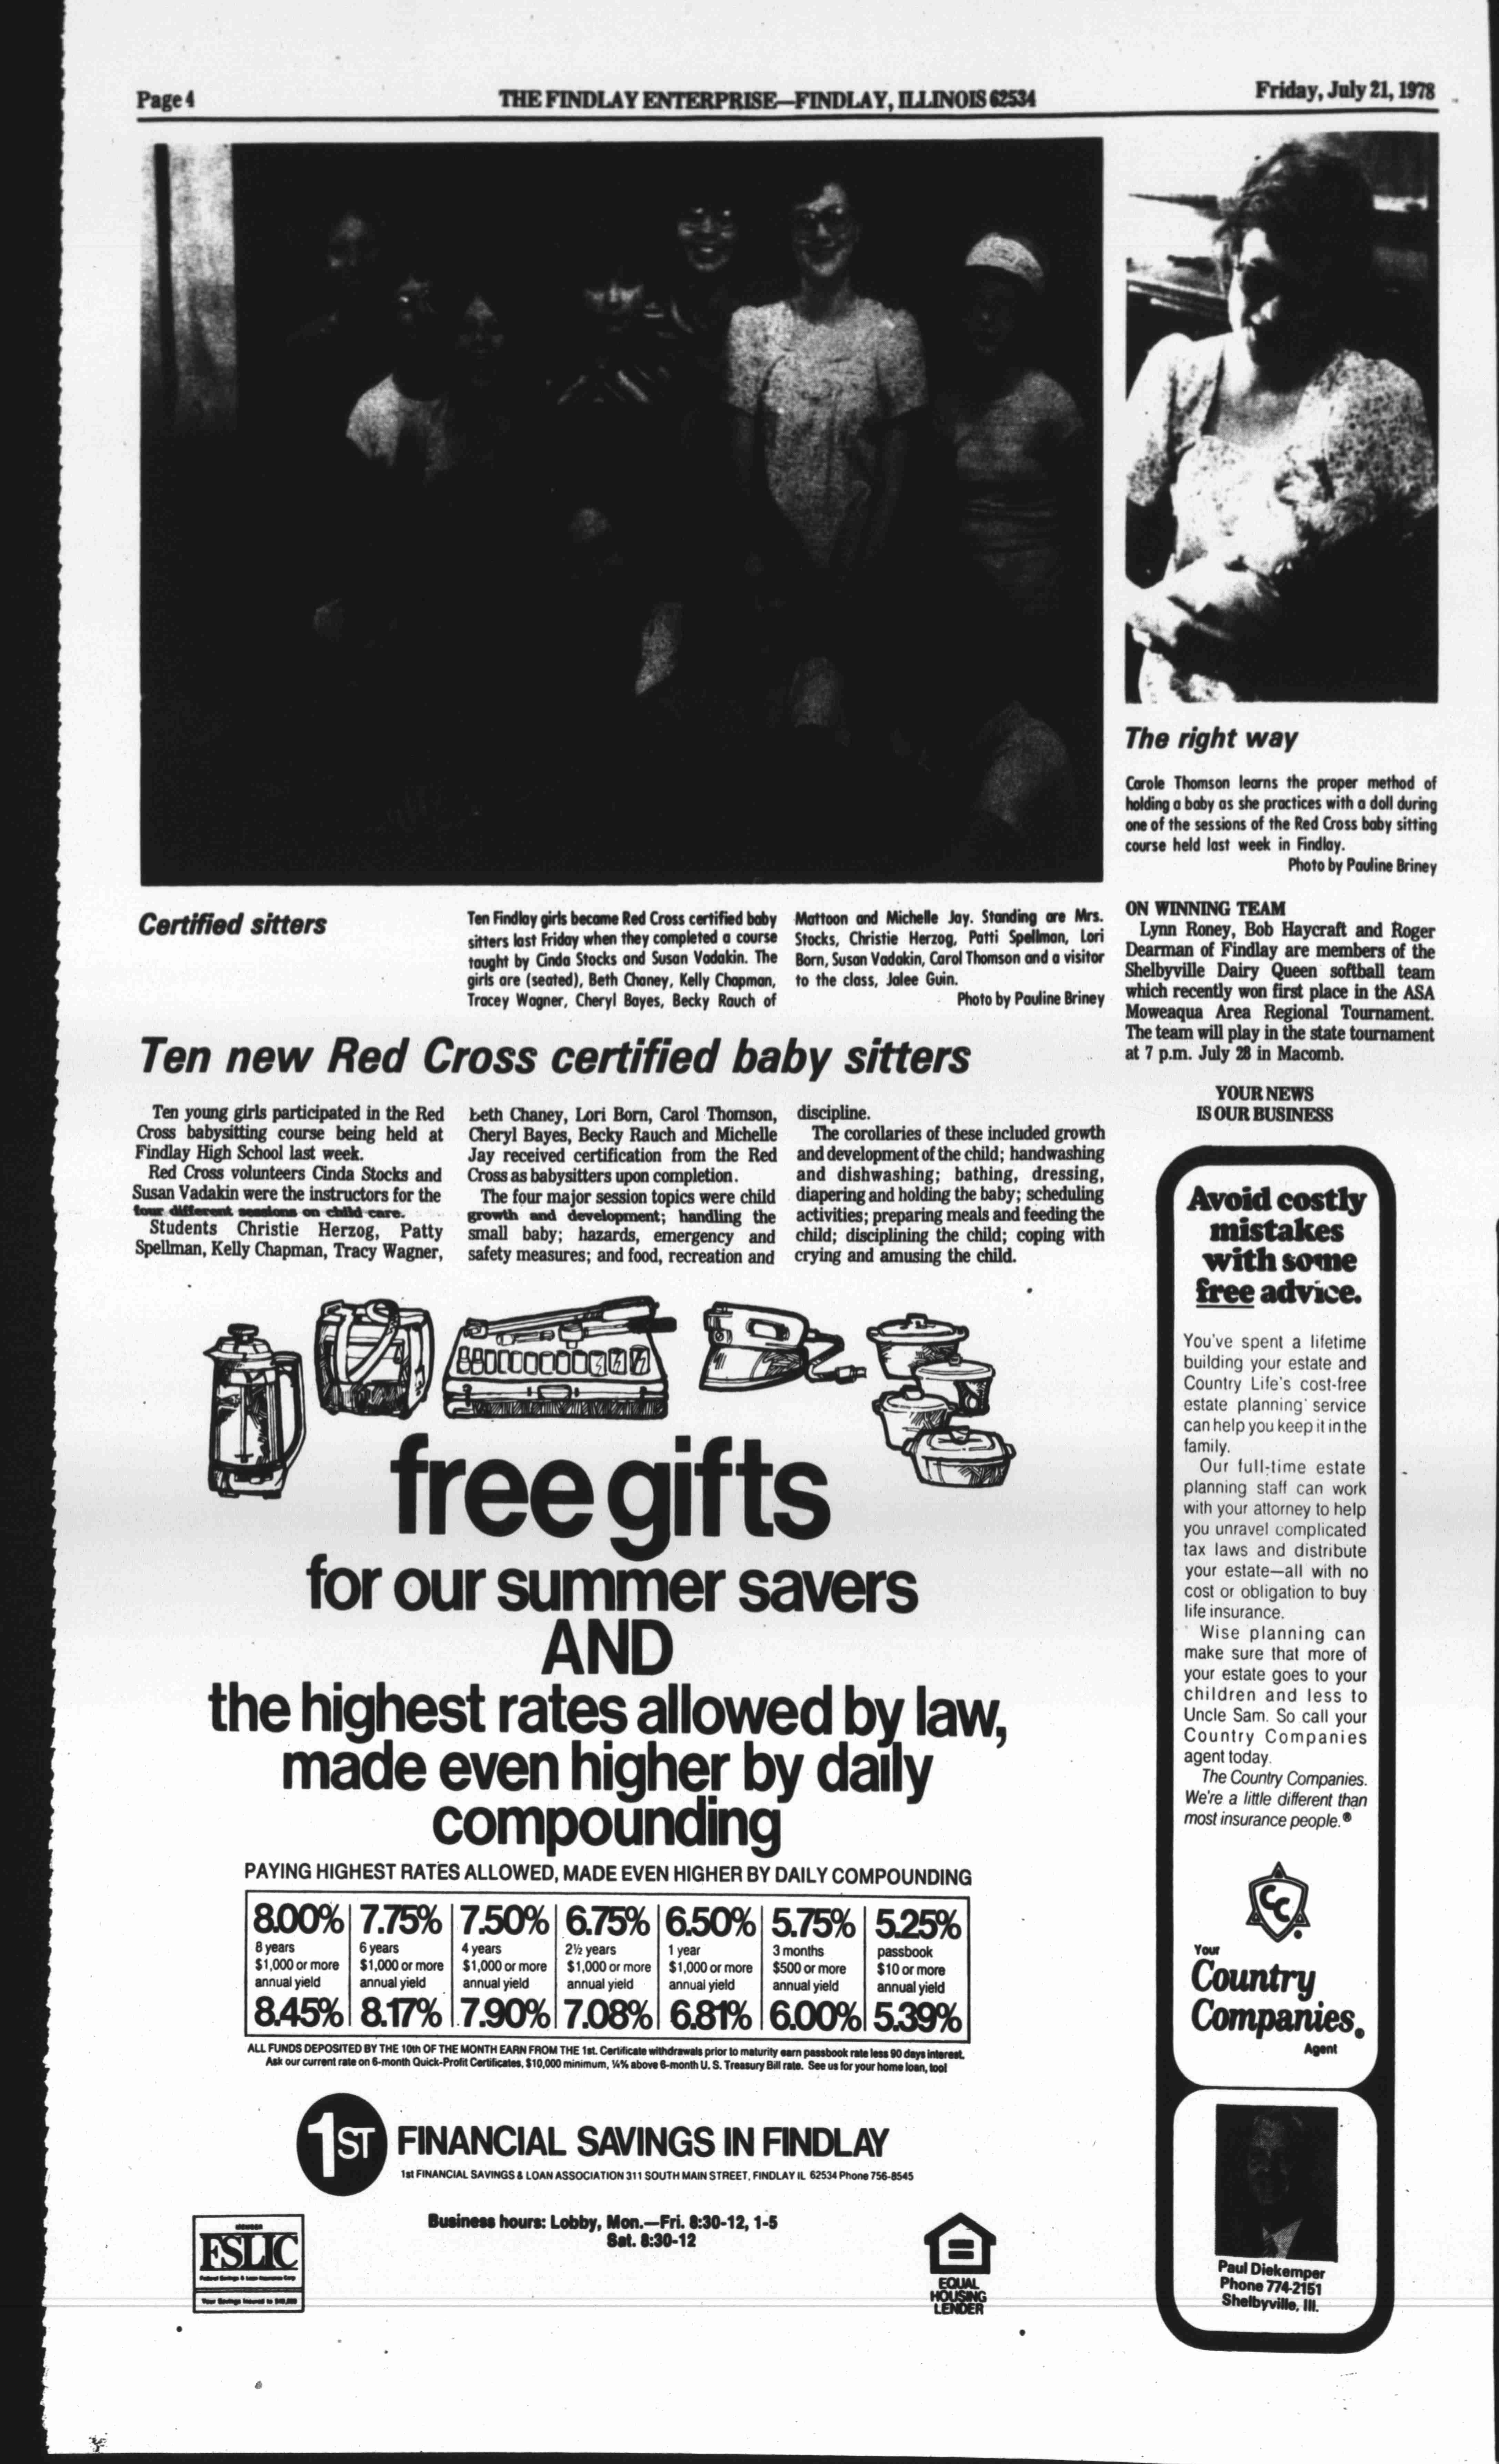 Page 4
THE FINDLAY ENTERPRISE—FINDLAY, ILLINOIS 62534
Friday, July 21, 1978
Certified sitters
Ten Findlay girls became Red Cross certified baby
sitters last Friday when they completed a course
taught by Cinda Stocks and Susan Vadakin. The
girls are (seated), Beth Chaney, Kelly Chapman,
Tracey Wagner, Cheryl Bayes, Becky Rauch of
Mattoon and Michelle Jay. Standing are Mrs.
Stocks, Christie Herzog, Patti Spellman, Lori
Born, Susan Vadakin, Carol Thomson and a visitor
to the class, Jalee Guin.
Photo by Pauline Briney
The right way
Carole Thomson learns the proper method of
holding a baby as she practices with a doll during
one of the sessions of the Red Cross baby sitting
course held last week in Findlay.
Photo by Pauline Briney
ON WINNING TEAM
Lynn Roney, Bob Haycraft and Roger
Dearman of Findlay are members of the
Shelbyville Dairy Queen softball team
which recently won first place in the ASA
Moweaqua Area Regional Tournament.
The team will play in the state tournament
at 7 p.m. July 28 in Macomb.
YOUR NEWS
IS OUR BUSINESS
Ten new Red Cross certified baby sitters
Ten young girls participated in the Red
Cross babysitting course being held at
Findlay High School last week.
Red Cross volunteers Cinda Stocks and
Susan Vadakin were the instructors for the
four different sessions on child care.
Students Christie Herzog, Patty
Spellman, Kelly Chapman, Tracy Wagner,
beth Chaney, Lori Born, Carol Thomson,
Cheryl Bayes, Becky Rauch and Michelle
Jay received certification from the Red
Cross as babysitters upon completion.
The four major session topics were child
growth and development; handling the
small baby; hazards, emergency and
safety measures; and food, recreation and
discipline.
The corollaries of these included growth
and development of the child; handwashing
and dishwashing; bathing, dressing,
diapering and holding the baby; scheduling
activities; preparing meals and feeding the
child; disciplining the child; coping with
crying and amusing the child.
free gifts
for our summer savers
AND
the highest rates allowed by law,
made even higher by daily
compounding
PAYING HIGHEST RATES ALLOWED, MADE EVEN HIGHER BY DAILY COMPOUNDING
8.00% 7.75% 7.50% 6.75% 6.50% 5.75% 5.25%
8 years 6 years 4 years 2½ years 1 year 3 months passbook
$1,000 or more $1,000 or more $1,000 or more $1,000 or more $1,000 or more $500 or more $10 or more
annual yield annual yield annual yield annual yield annual yield annual yield annual yield
8.45% 8.17% 7.90% 7.08% 6.81% 6.00% 5.39%
ALL FUNDS DEPOSITED BY THE 10th OF THE MONTH EARN FROM THE 1st. Certificate withdrawals prior to maturity earn passbook rate less 90 days interest.
Ask our current rate on 6-month Quick-Profit Certificates, $10,000 minimum, ¼% above 6-month U. S. Treasury Bill rate. See us for your home loan, too!
1ST FINANCIAL SAVINGS IN FINDLAY
1st FINANCIAL SAVINGS & LOAN ASSOCIATION 311 SOUTH MAIN STREET, FINDLAY IL 62534 Phone 756-8545
Business hours: Lobby, Mon.—Fri. 8:30-12, 1-5
Sat. 8:30-12
MEMBER
FSLIC
Federal Savings & Loan Insurance Corp
Your Savings Insured to $40,000
EQUAL
HOUSING
LENDER
Avoid costly
mistakes
with some
free advice.
You've spent a lifetime
building your estate and
Country Life's cost-free
estate planning service
can help you keep it in the
family.
Our full-time estate
planning staff can work
with your attorney to help
you unravel complicated
tax laws and distribute
your estate—all with no
cost or obligation to buy
life insurance.
Wise planning can
make sure that more of
your estate goes to your
children and less to
Uncle Sam. So call your
Country Companies
agent today.
The Country Companies.
We're a little different than
most insurance people.®
CC
Your
Country
Companies.
Agent
Paul Diekemper
Phone 774-2151
Shelbyville, Ill.